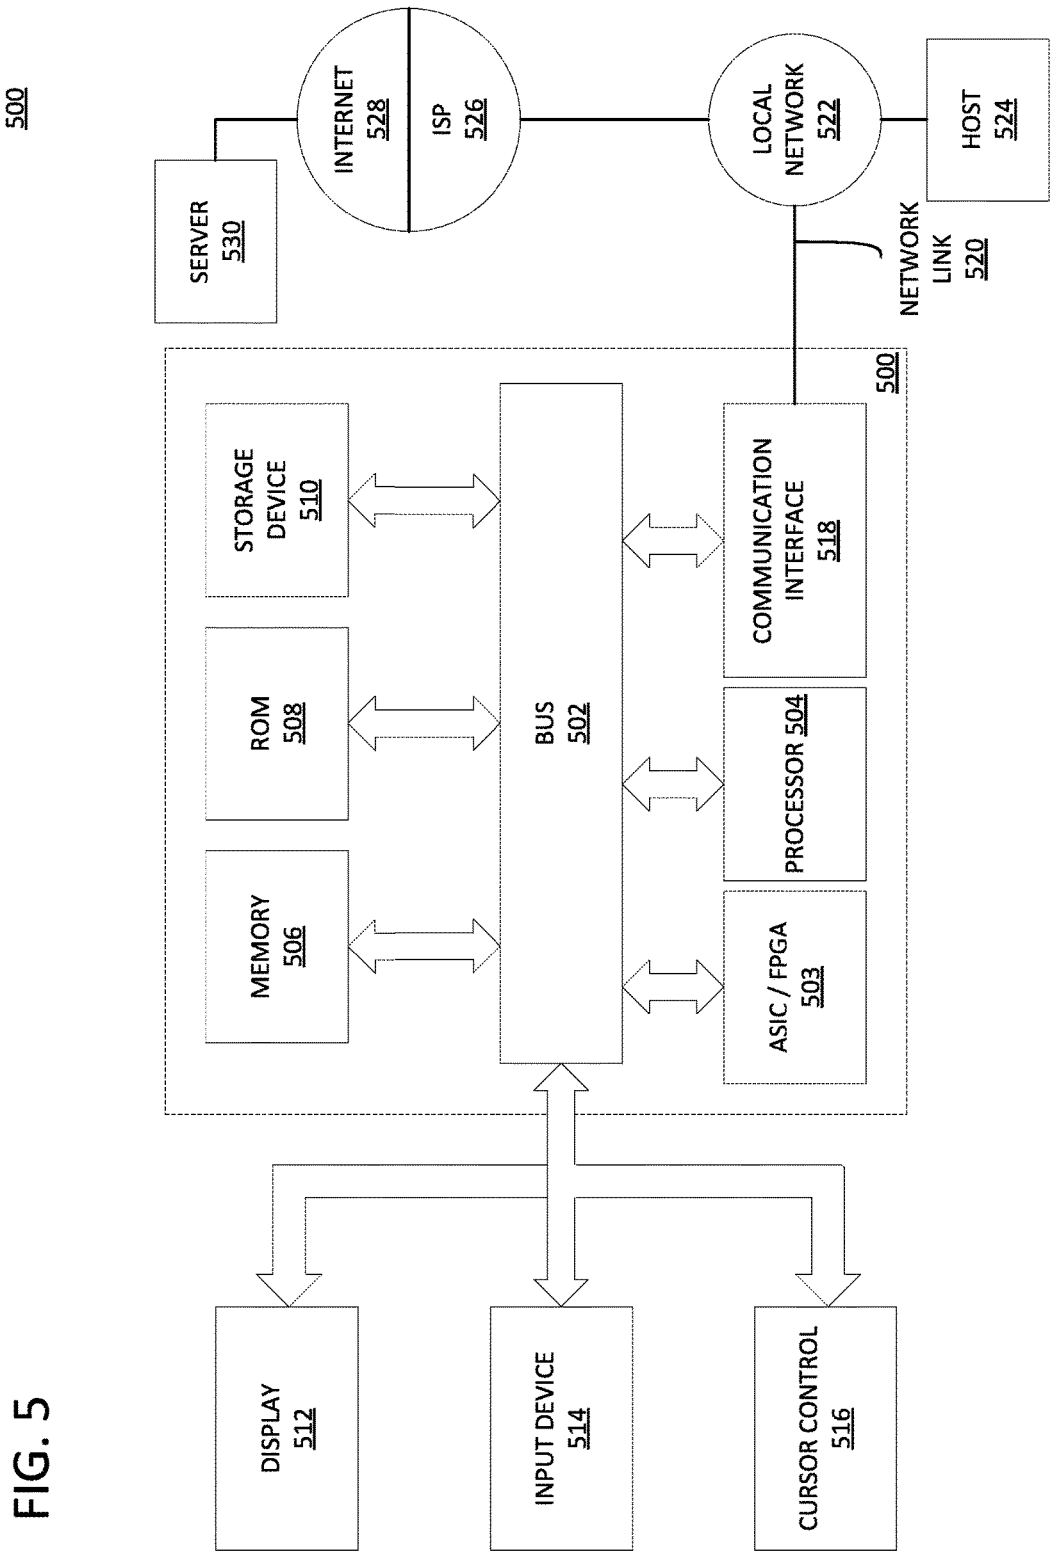 FIG. 5
500
DISPLAY
512
INPUT DEVICE
514
CURSOR CONTROL
516
MEMORY
506
ROM
508
STORAGE
DEVICE
510
BUS
502
ASIC / FPGA
503
PROCESSOR 504
COMMUNICATION
INTERFACE
518
500
SERVER
530
INTERNET
528
ISP
526
LOCAL
NETWORK
522
NETWORK
LINK
520
HOST
524